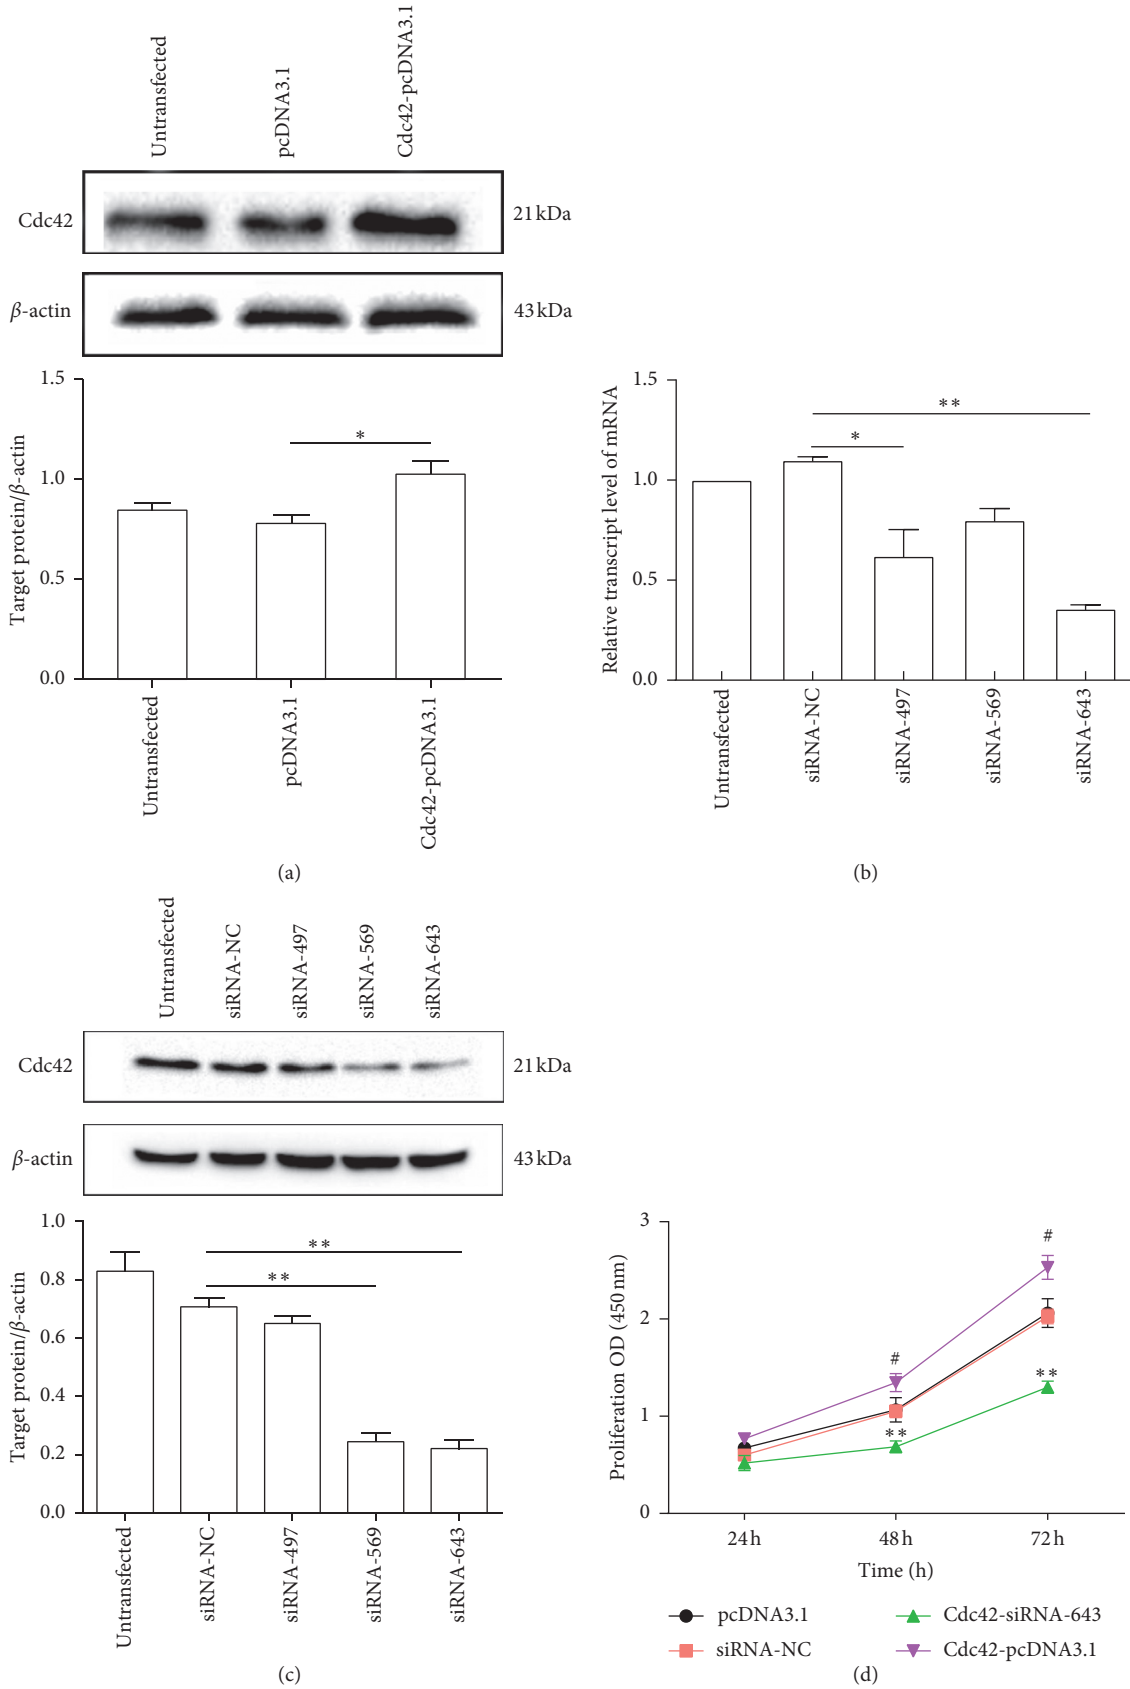 Untransfected
pcDNA3.1
Cdc42-pcDNA3.1
Cdc42
21 kDa
β-actin
43 kDa
Target protein/β-actin
1.5
1.0
0.5
0.0
*
Untransfected
pcDNA3.1
Cdc42-pcDNA3.1
(a)
Relative transcript level of mRNA
1.5
1.0
0.5
0.0
**
*
Untransfected
siRNA-NC
siRNA-497
siRNA-569
siRNA-643
(b)
Untransfected
siRNA-NC
siRNA-497
siRNA-569
siRNA-643
Cdc42
21 kDa
β-actin
43 kDa
Target protein/β-actin
1.0
0.8
0.6
0.4
0.2
0.0
**
**
Untransfected
siRNA-NC
siRNA-497
siRNA-569
siRNA-643
(c)
Proliferation OD (450 nm)
3
2
1
0
#
#
**
**
24 h
48 h
72 h
Time (h)
pcDNA3.1
Cdc42-siRNA-643
siRNA-NC
Cdc42-pcDNA3.1
(d)